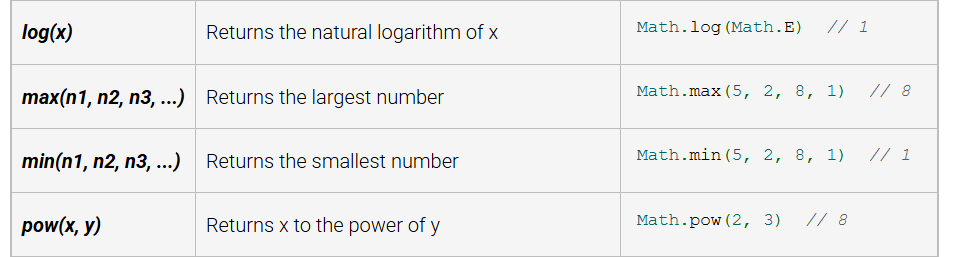 log(x) Returns the natural logarithm of x Math.log(Math.E) // 1
max(n1, n2, n3, ...) Returns the largest number Math.max(5, 2, 8, 1) // 8
min(n1, n2, n3, ...) Returns the smallest number Math.min(5, 2, 8, 1) // 1
pow(x, y) Returns x to the power of y Math.pow(2, 3) // 8